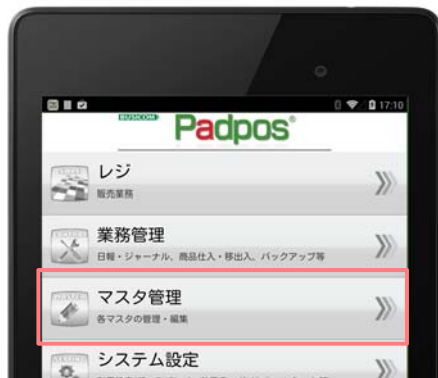 17:10
BUSICOM
Padpos®
レジ
販売業務
業務管理
日報・ジャーナル、商品仕入・移出入、バックアップ等
マスタ管理
各マスタの管理・編集
システム設定